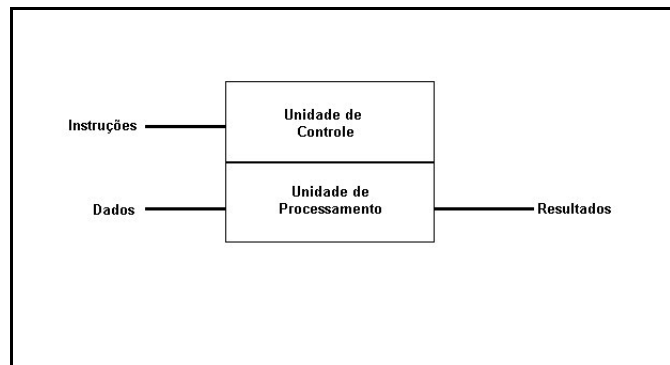 Unidade de
Controle
Instruções
Unidade de
Processamento
Dados
Resultados